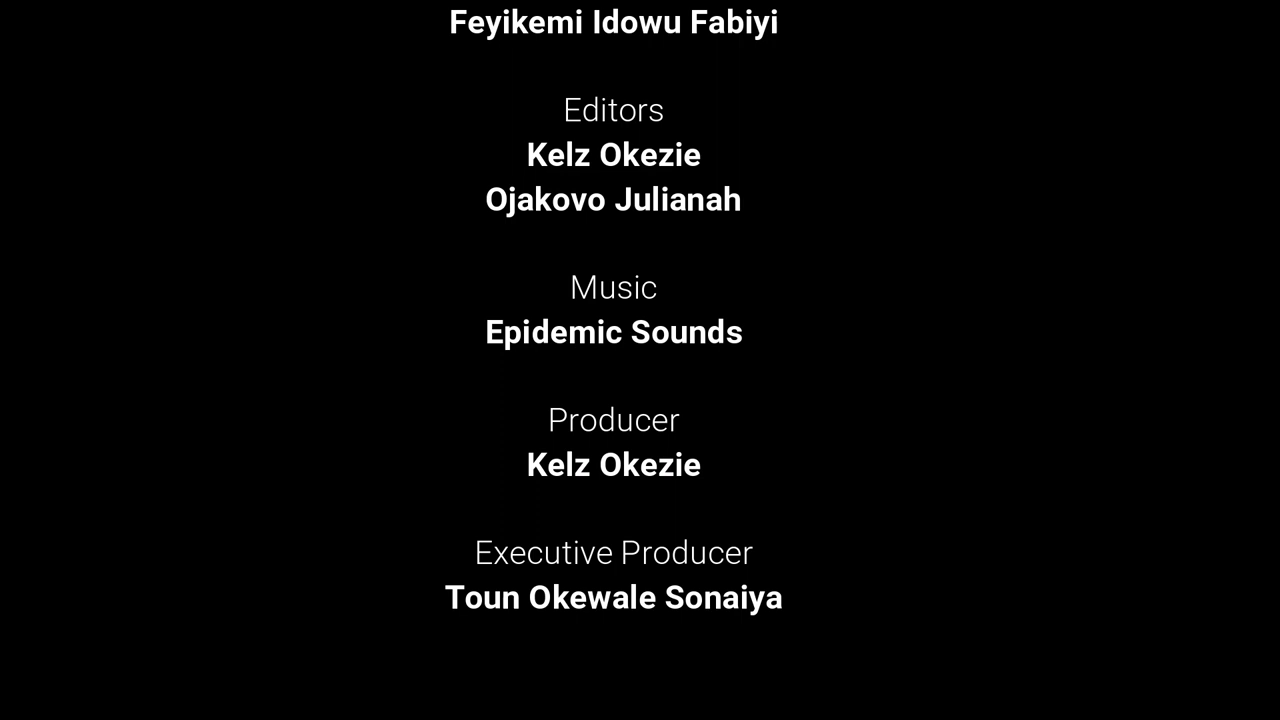 Feyikemi Idowu Fabiyi
Editors
Kelz Okezie
Ojakovo Julianah
Music
Epidemic Sounds
Producer
Kelz Okezie
Executive Producer
Toun Okewale Sonaiya